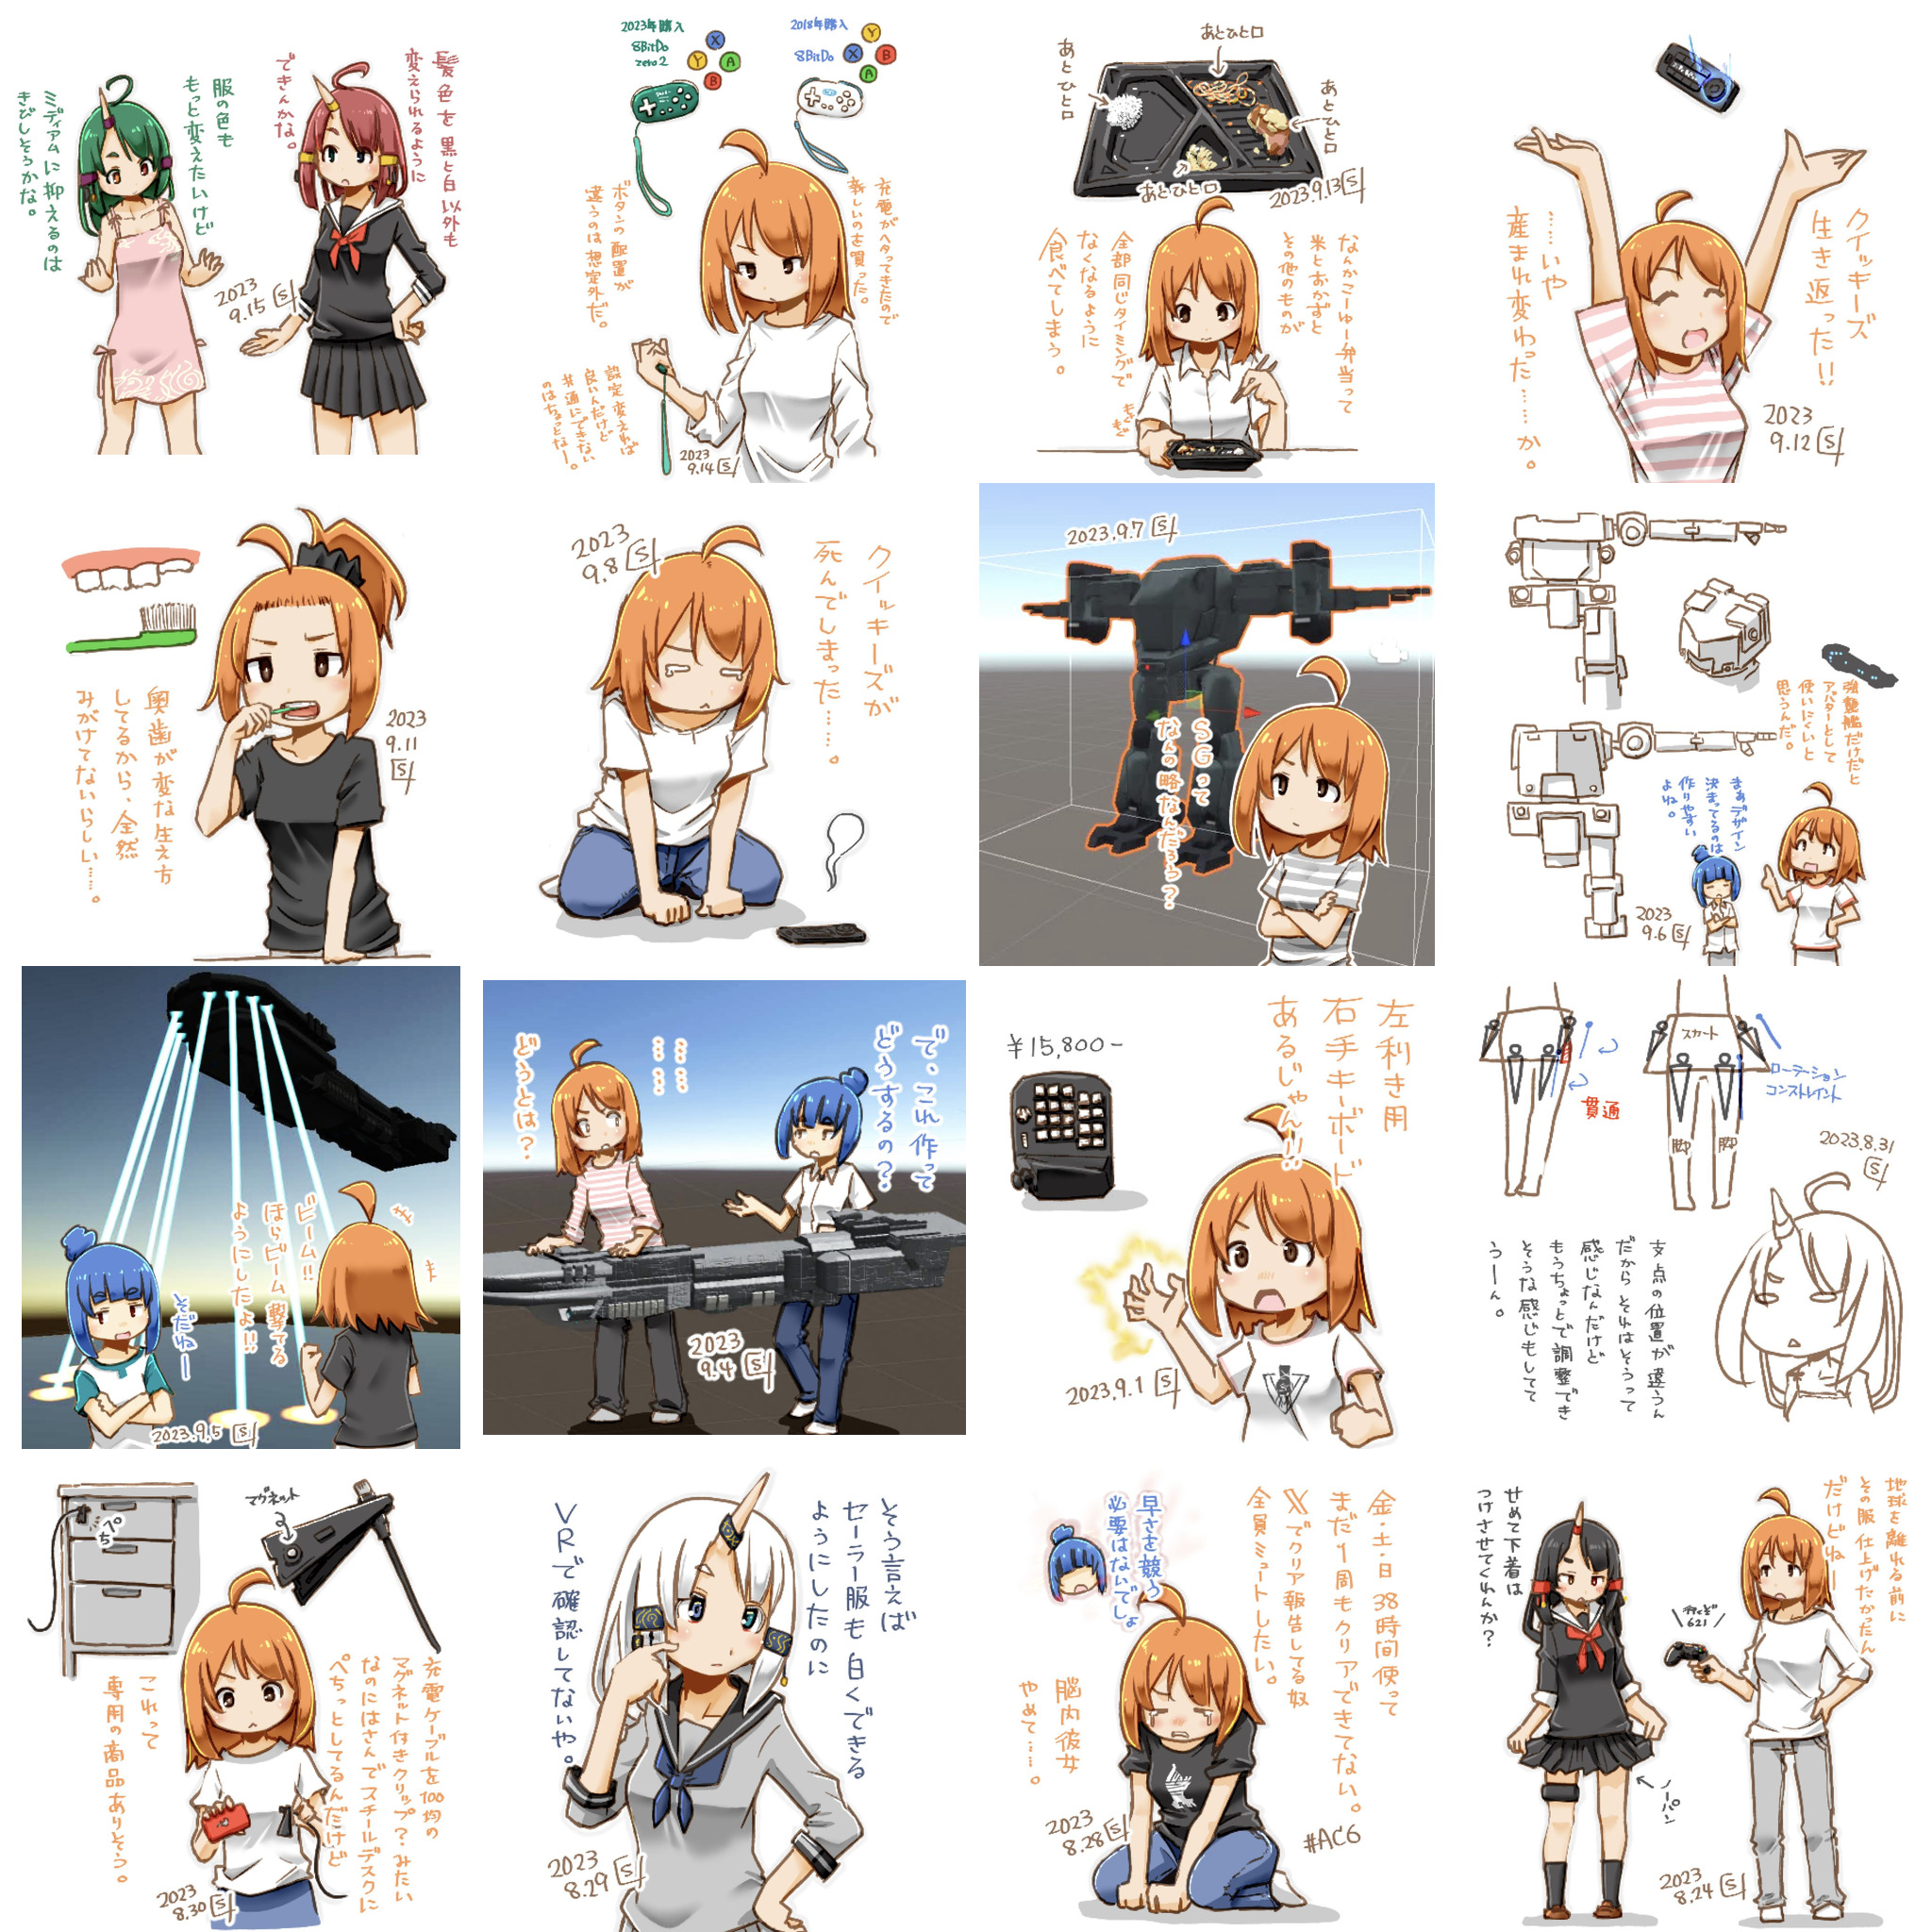 髪色を黒と白以外も
変えられるように
できんかな。
服の色も
もっと変えたいけど
ミディアムに抑えるのは
きびしそうかな。
2023
9.15
S
2023年購入
8BitDo
zero2
X
Y
A
B
2018年購入
8BitDo
Y
X
B
A
充電がヘタってきたので
新しいのを買った。
ボタンの配置が
違うのは想定外だ。
設定変えれば
良いんだけど
共通にできない
のはちょっとなー。
2023
9.14
S
あとひと口
あとひと口
あとひと口
あとひと口
2023.9.13
S
なんかこーゆー弁当って
米とおかずと
その他のものが
全部同じタイミングで
なくなるように
食べてしまう。
もぐもぐ
クイッキーズ
生き返った!!
……いや
産まれ変わった……か。
2023
9.12
S
奥歯が変な生え方
してるから、全然
みがけてないらしい……。
2023
9.11
S
2023
9.8
S
クイッキーズが
死んでしまった……。
2023.9.7
S
SGって
なんの略なんだろう?
強襲艦だけだと
アバターとして
使いにくいと
思うんだ。
まあデザイン
決まってるのは
作りやすい
よね。
2023
9.6
S
ビーム!!
ほらビーム撃てる
ようにしたよ!!
そだねー
2023.9.5
S
で、これ作って
どうするの?
……
……
どうとは?
2023
9.4
S
左利き用
右手キーボード
あるじゃん!!
¥15,800-
2023.9.1
S
貫通
スカート
ローテーション
コンストレイント
脚
脚
2023.8.31
S
支点の位置が違うん
だからそれはそうって
感じなんだけど
もうちょっとで調整でき
そうな感じもしてて
うーん。
ぺち
マグネット
充電ケーブルを100均の
マグネット付きクリップ?みたい
なのにはさんでスチールデスクに
ぺちっとしてるんだけど
これって
専用の商品ありそう。
2023
8.30
S
そう言えば
セーラー服も白くできる
ようにしたのに
VRで確認してないや。
2023
8.29
S
金・土・日 38時間使って
まだ1周もクリアできてない。
Xでクリア報告してる奴
全員ミュートしたい。
早さを競う
必要はないでしょ
脳内彼女
やめて……。
2023
8.28
S
#AC6
地球を離れる前に
その服仕上げたかったん
だけどねー
行くぞ
621
せめて下着は
つけさせてくれんか?
ノーパン
2023
8.24
S